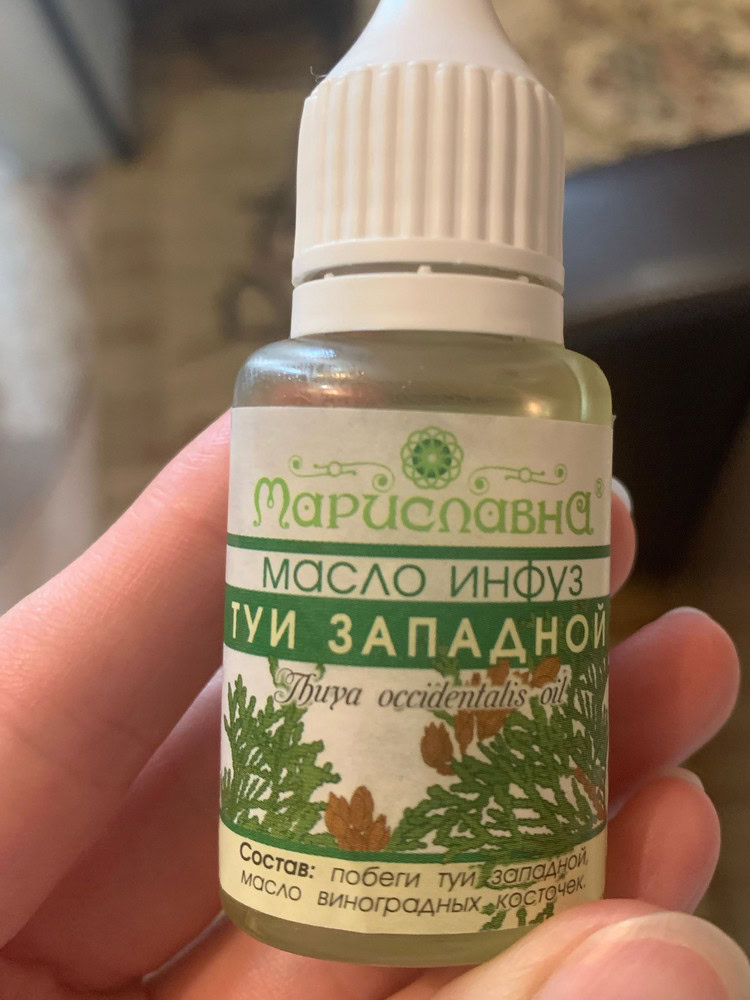 Мариславна®
масло инфуз
ТУИ ЗАПАДНОЙ
Thuya occidentalis oil
Состав: побеги туи западной,
масло виноградных косточек.